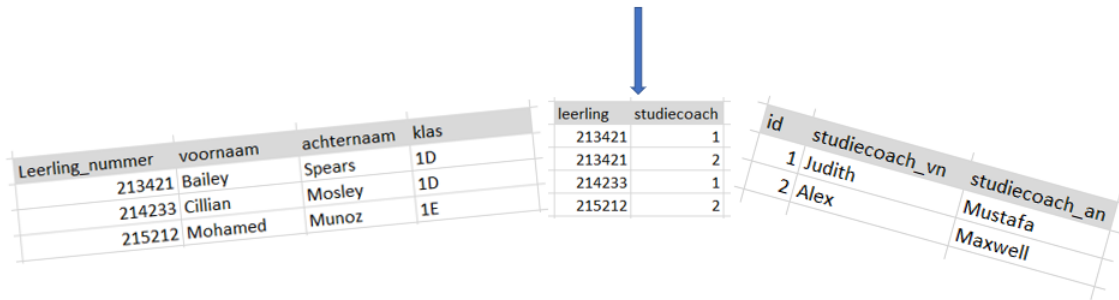 Leerling_nummer voornaam achternaam klas
213421 Bailey Spears 1D
214233 Cillian Mosley 1D
215212 Mohamed Munoz 1E
leerling studiecoach
213421 1
213421 2
214233 1
215212 2
id studiecoach_vn studiecoach_an
1 Judith Mustafa
2 Alex Maxwell